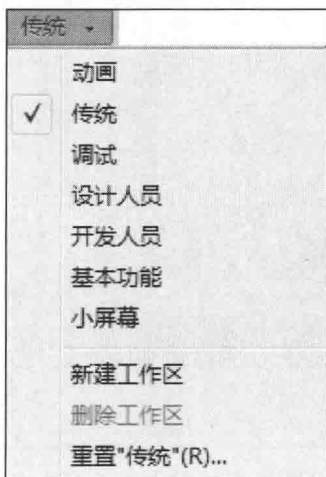 传统
动画
传统
调试
设计人员
开发人员
基本功能
小屏幕
新建工作区
删除工作区
重置"传统"(R)...